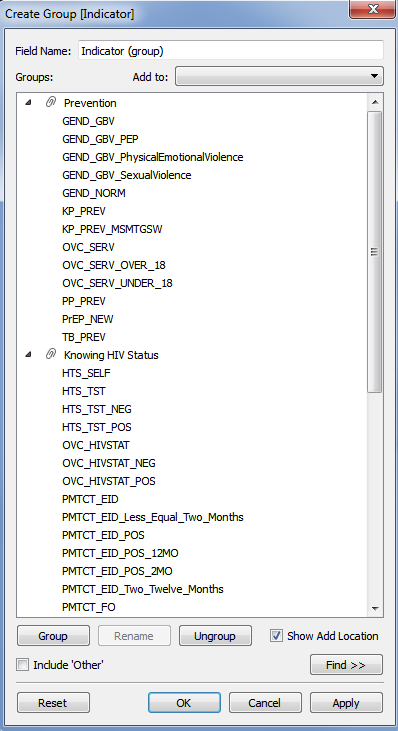 Create Group [Indicator]
Field Name: Indicator (group)
Groups: Add to:
Prevention
GEND_GBV
GEND_GBV_PEP
GEND_GBV_PhysicalEmotionalViolence
GEND_GBV_SexualViolence
GEND_NORM
KP_PREV
KP_PREV_MSMTGSW
OVC_SERV
OVC_SERV_OVER_18
OVC_SERV_UNDER_18
PP_PREV
PrEP_NEW
TB_PREV
Knowing HIV Status
HTS_SELF
HTS_TST
HTS_TST_NEG
HTS_TST_POS
OVC_HIVSTAT
OVC_HIVSTAT_NEG
OVC_HIVSTAT_POS
PMTCT_EID
PMTCT_EID_Less_Equal_Two_Months
PMTCT_EID_POS
PMTCT_EID_POS_12MO
PMTCT_EID_POS_2MO
PMTCT_EID_Two_Twelve_Months
PMTCT_FO
Group Rename Ungroup Show Add Location
Include 'Other' Find >>
Reset OK Cancel Apply